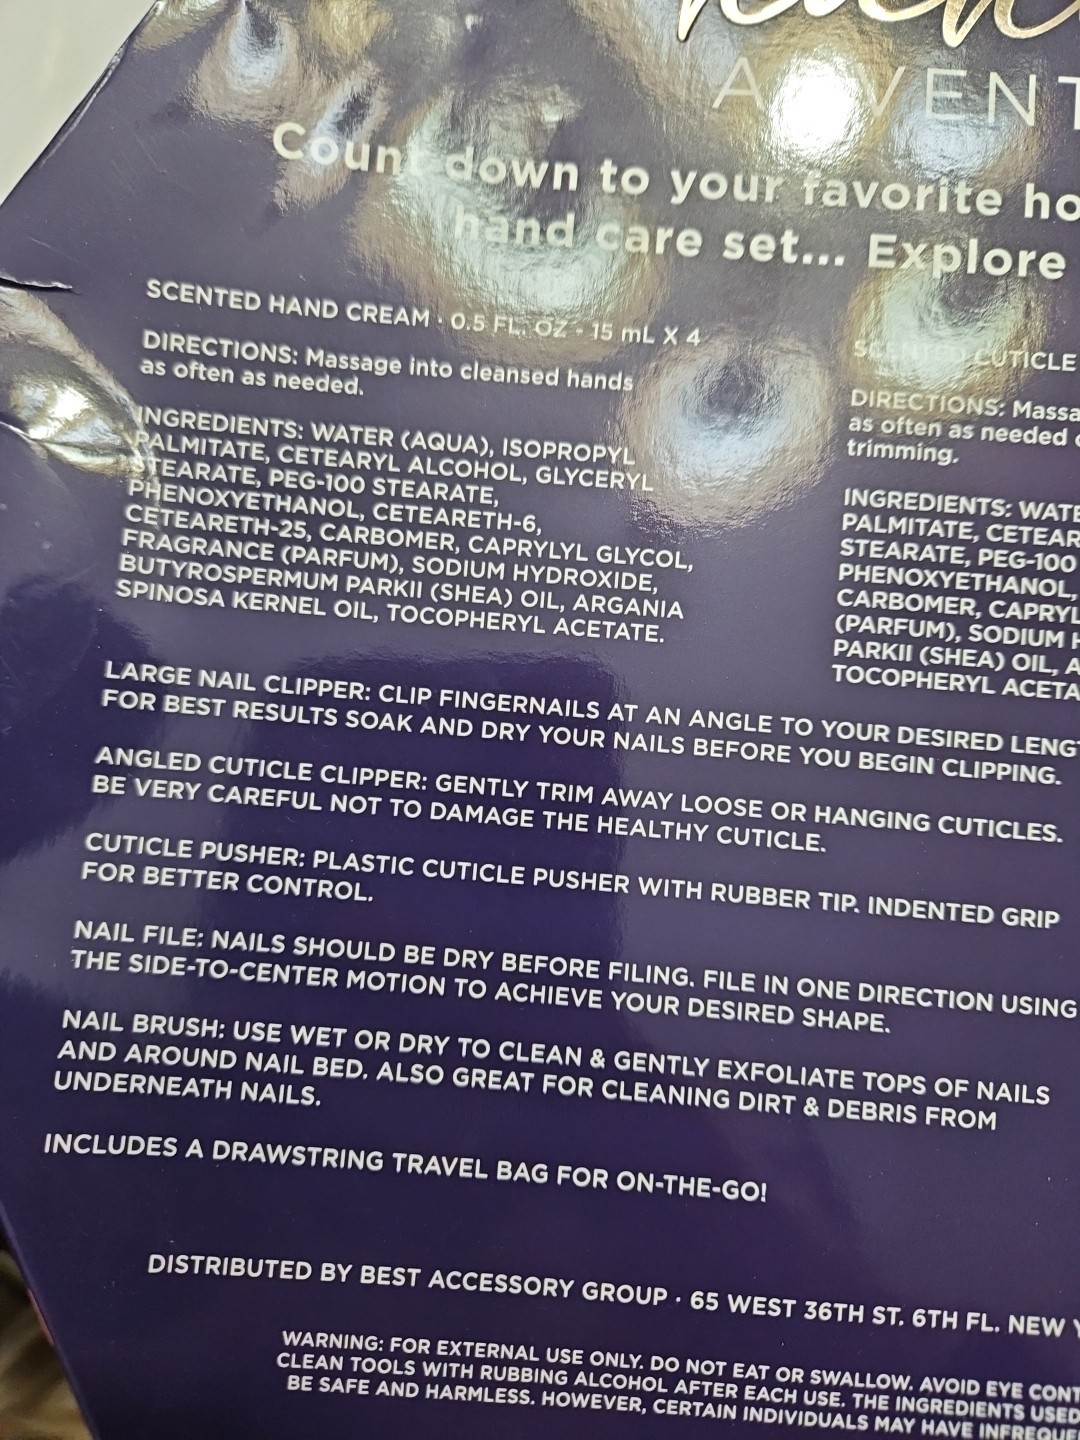 Count down to your favorite
hand care set... Explore
SCENTED HAND CREAM · 0.5 FL. OZ - 15 mL X 4
DIRECTIONS: Massage into cleansed hands
as often as needed.
INGREDIENTS: WATER (AQUA), ISOPROPYL
PALMITATE, CETEARYL ALCOHOL, GLYCERYL
STEARATE, PEG-100 STEARATE,
PHENOXYETHANOL, CETEARETH-6,
CETEARETH-25, CARBOMER, CAPRYLYL GLYCOL,
FRAGRANCE (PARFUM), SODIUM HYDROXIDE,
BUTYROSPERMUM PARKII (SHEA) OIL, ARGANIA
SPINOSA KERNEL OIL, TOCOPHERYL ACETATE.
CUTICLE
DIRECTIONS:
as often as needed
trimming.
INGREDIENTS:
PALMITATE,
STEARATE, PEG-100
PHENOXYETHANOL,
CARBOMER,
(PARFUM), SODIUM
PARKII (SHEA) OIL,
TOCOPHERYL
LARGE NAIL CLIPPER: CLIP FINGERNAILS AT AN ANGLE TO YOUR DESIRED
FOR BEST RESULTS SOAK AND DRY YOUR NAILS BEFORE YOU BEGIN CLIPPING.
ANGLED CUTICLE CLIPPER: GENTLY TRIM AWAY LOOSE OR HANGING CUTICLES.
BE VERY CAREFUL NOT TO DAMAGE THE HEALTHY CUTICLE.
CUTICLE PUSHER: PLASTIC CUTICLE PUSHER WITH RUBBER TIP. INDENTED GRIP
FOR BETTER CONTROL.
NAIL FILE: NAILS SHOULD BE DRY BEFORE FILING. FILE IN ONE DIRECTION USING
THE SIDE-TO-CENTER MOTION TO ACHIEVE YOUR DESIRED SHAPE.
NAIL BRUSH: USE WET OR DRY TO CLEAN & GENTLY EXFOLIATE TOPS OF NAILS
AND AROUND NAIL BED. ALSO GREAT FOR CLEANING DIRT & DEBRIS FROM
UNDERNEATH NAILS.
INCLUDES A DRAWSTRING TRAVEL BAG FOR ON-THE-GO!
DISTRIBUTED BY BEST ACCESSORY GROUP · 65 WEST 36TH ST. 6TH FL. NEW
WARNING: FOR EXTERNAL USE ONLY. DO NOT EAT OR SWALLOW. AVOID EYE
CLEAN TOOLS WITH RUBBING ALCOHOL AFTER EACH USE. THE INGREDIENTS USED
BE SAFE AND HARMLESS. HOWEVER, CERTAIN INDIVIDUALS MAY HAVE